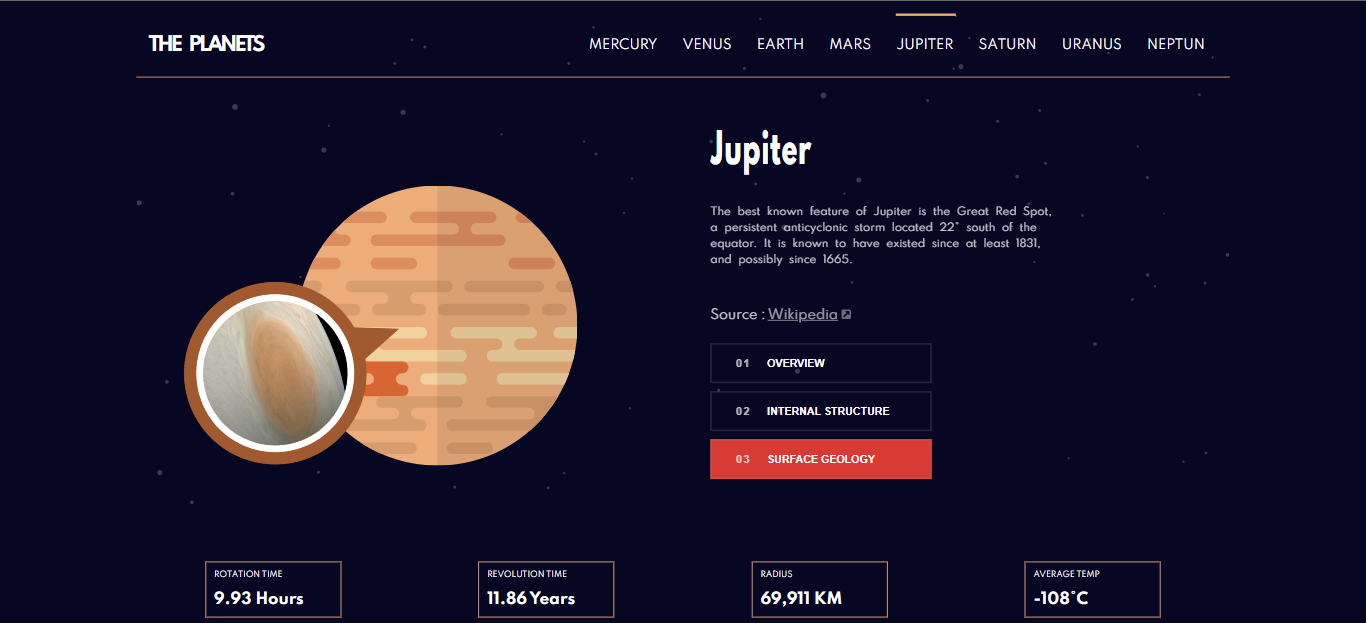 THE PLANETS
MERCURY VENUS EARTH MARS JUPITER SATURN URANUS NEPTUN
Jupiter
The best known feature of Jupiter is the Great Red Spot,
a persistent anticyclonic storm located 22° south of the
equator. It is known to have existed since at least 1831,
and possibly since 1665.
Source : Wikipedia
01 OVERVIEW
02 INTERNAL STRUCTURE
03 SURFACE GEOLOGY
ROTATION TIME
9.93 Hours
REVOLUTION TIME
11.86 Years
RADIUS
69,911 KM
AVERAGE TEMP
-108°C